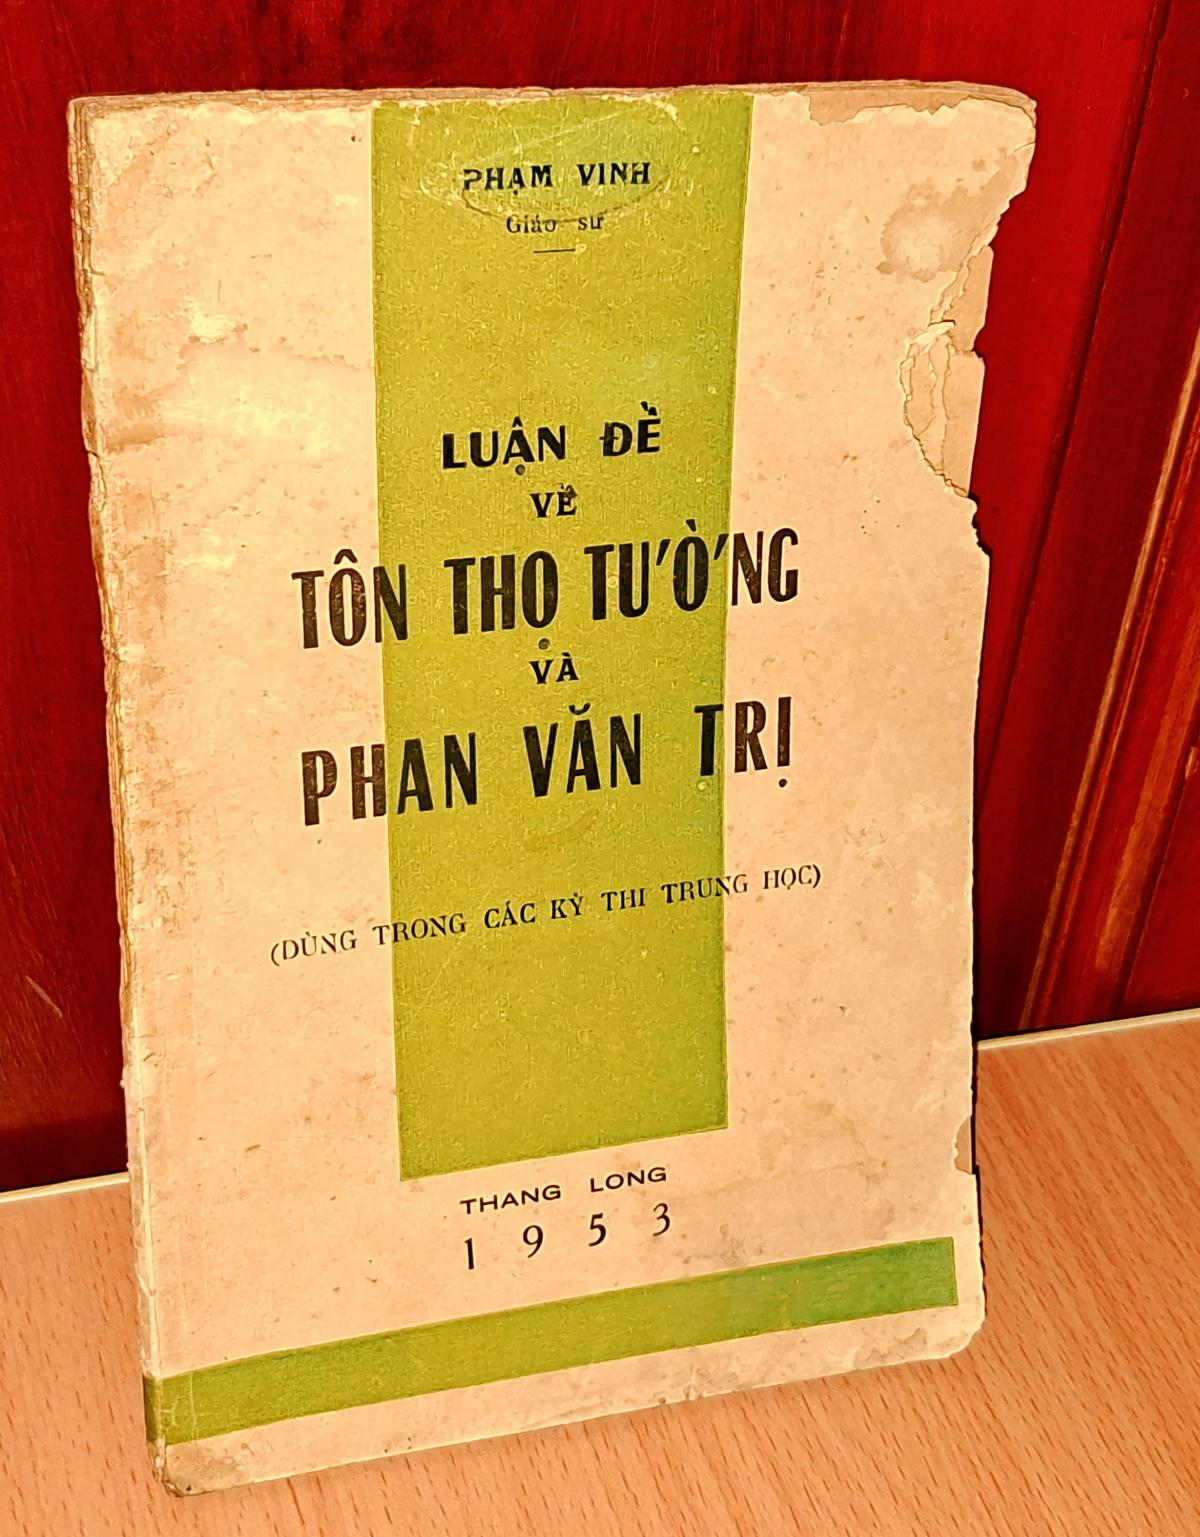 PHẠM VINH
Giáo sư
LUẬN ĐỀ
VỀ
TÔN THỌ TƯỜNG
VÀ
PHAN VĂN TRỊ
(DÙNG TRONG CÁC KỲ THI TRUNG HỌC)
THANG LONG
1953